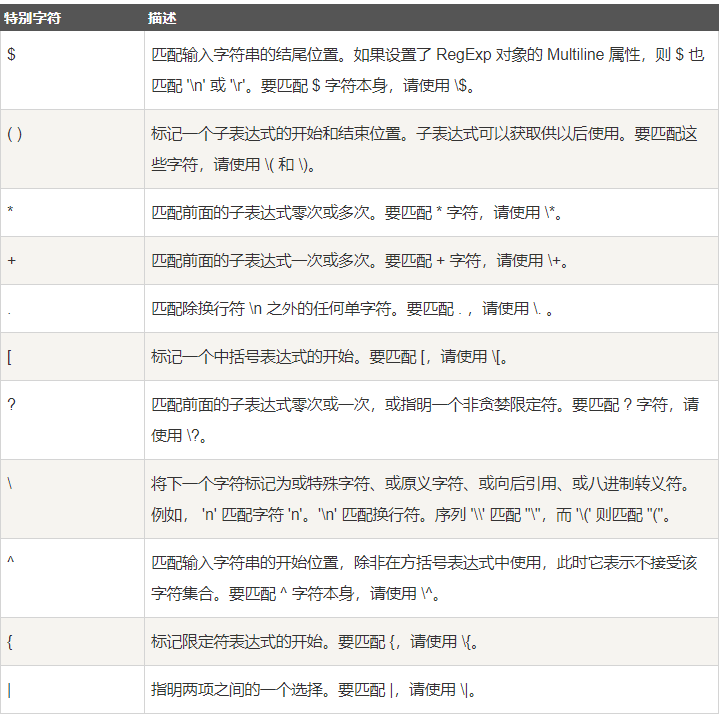 特别字符 描述
$ 匹配输入字符串的结尾位置。如果设置了 RegExp 对象的 Multiline 属性，则 $ 也
匹配 '\n' 或 '\r'。要匹配 $ 字符本身，请使用 \$。
( ) 标记一个子表达式的开始和结束位置。子表达式可以获取供以后使用。要匹配这
些字符，请使用 \( 和 \)。
* 匹配前面的子表达式零次或多次。要匹配 * 字符，请使用 \*。
+ 匹配前面的子表达式一次或多次。要匹配 + 字符，请使用 \+。
. 匹配除换行符 \n 之外的任何单字符。要匹配 . ，请使用 \. 。
[ 标记一个中括号表达式的开始。要匹配 [，请使用 \[。
? 匹配前面的子表达式零次或一次，或指明一个非贪婪限定符。要匹配 ? 字符，请
使用 \?。
\ 将下一个字符标记为或特殊字符、或原义字符、或向后引用、或八进制转义符。
例如， 'n' 匹配字符 'n'。'\n' 匹配换行符。序列 '\\' 匹配 "\"，而 '\(' 则匹配 "("。
^ 匹配输入字符串的开始位置，除非在方括号表达式中使用，此时它表示不接受该
字符集合。要匹配 ^ 字符本身，请使用 \^。
{ 标记限定符表达式的开始。要匹配 {，请使用 \{。
| 指明两项之间的一个选择。要匹配 |，请使用 \|。